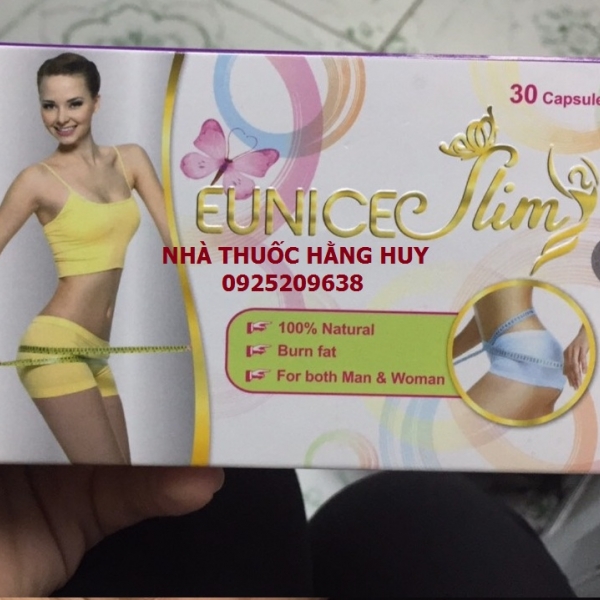 30 Capsule
EUNICE Slim
NHÀ THUỐC HẰNG HUY
0925209638
100% Natural
Burn fat
For both Man & Woman